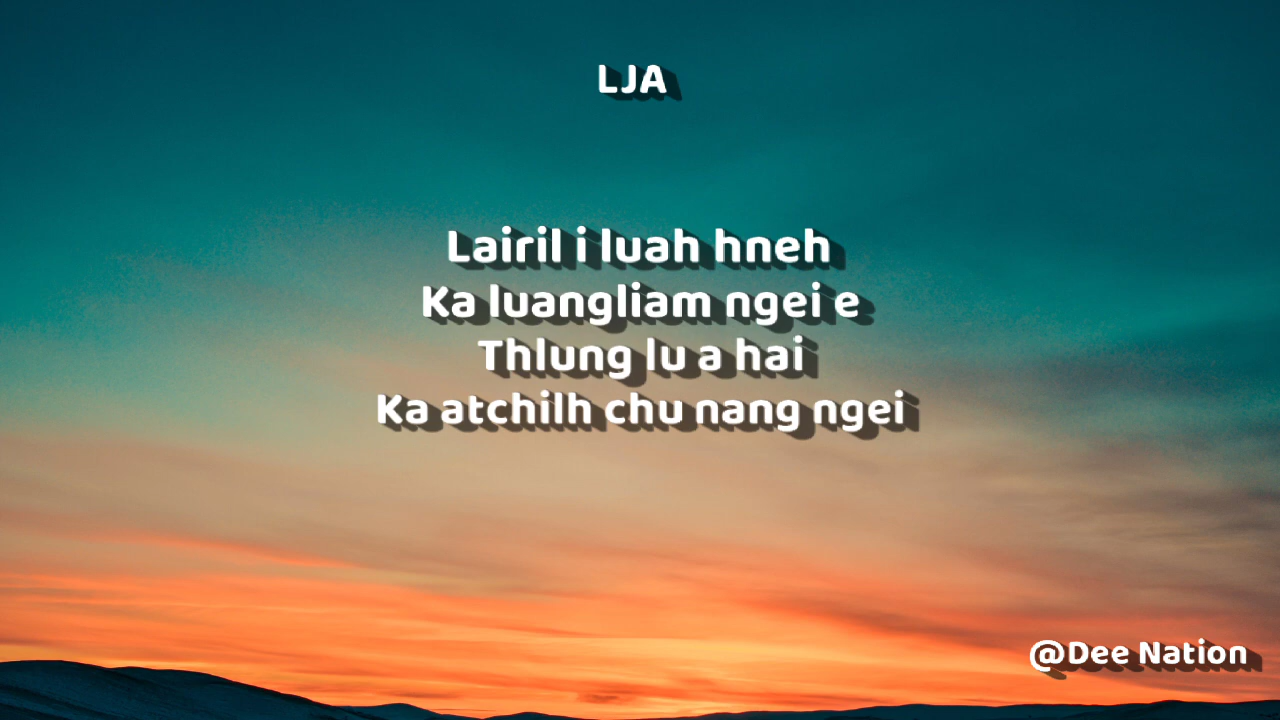 LJA
Lairil i luah hneh
Ka luangliam ngei e
Thlung lu a hai
Ka atchilh chu nang ngei
@Dee Nation